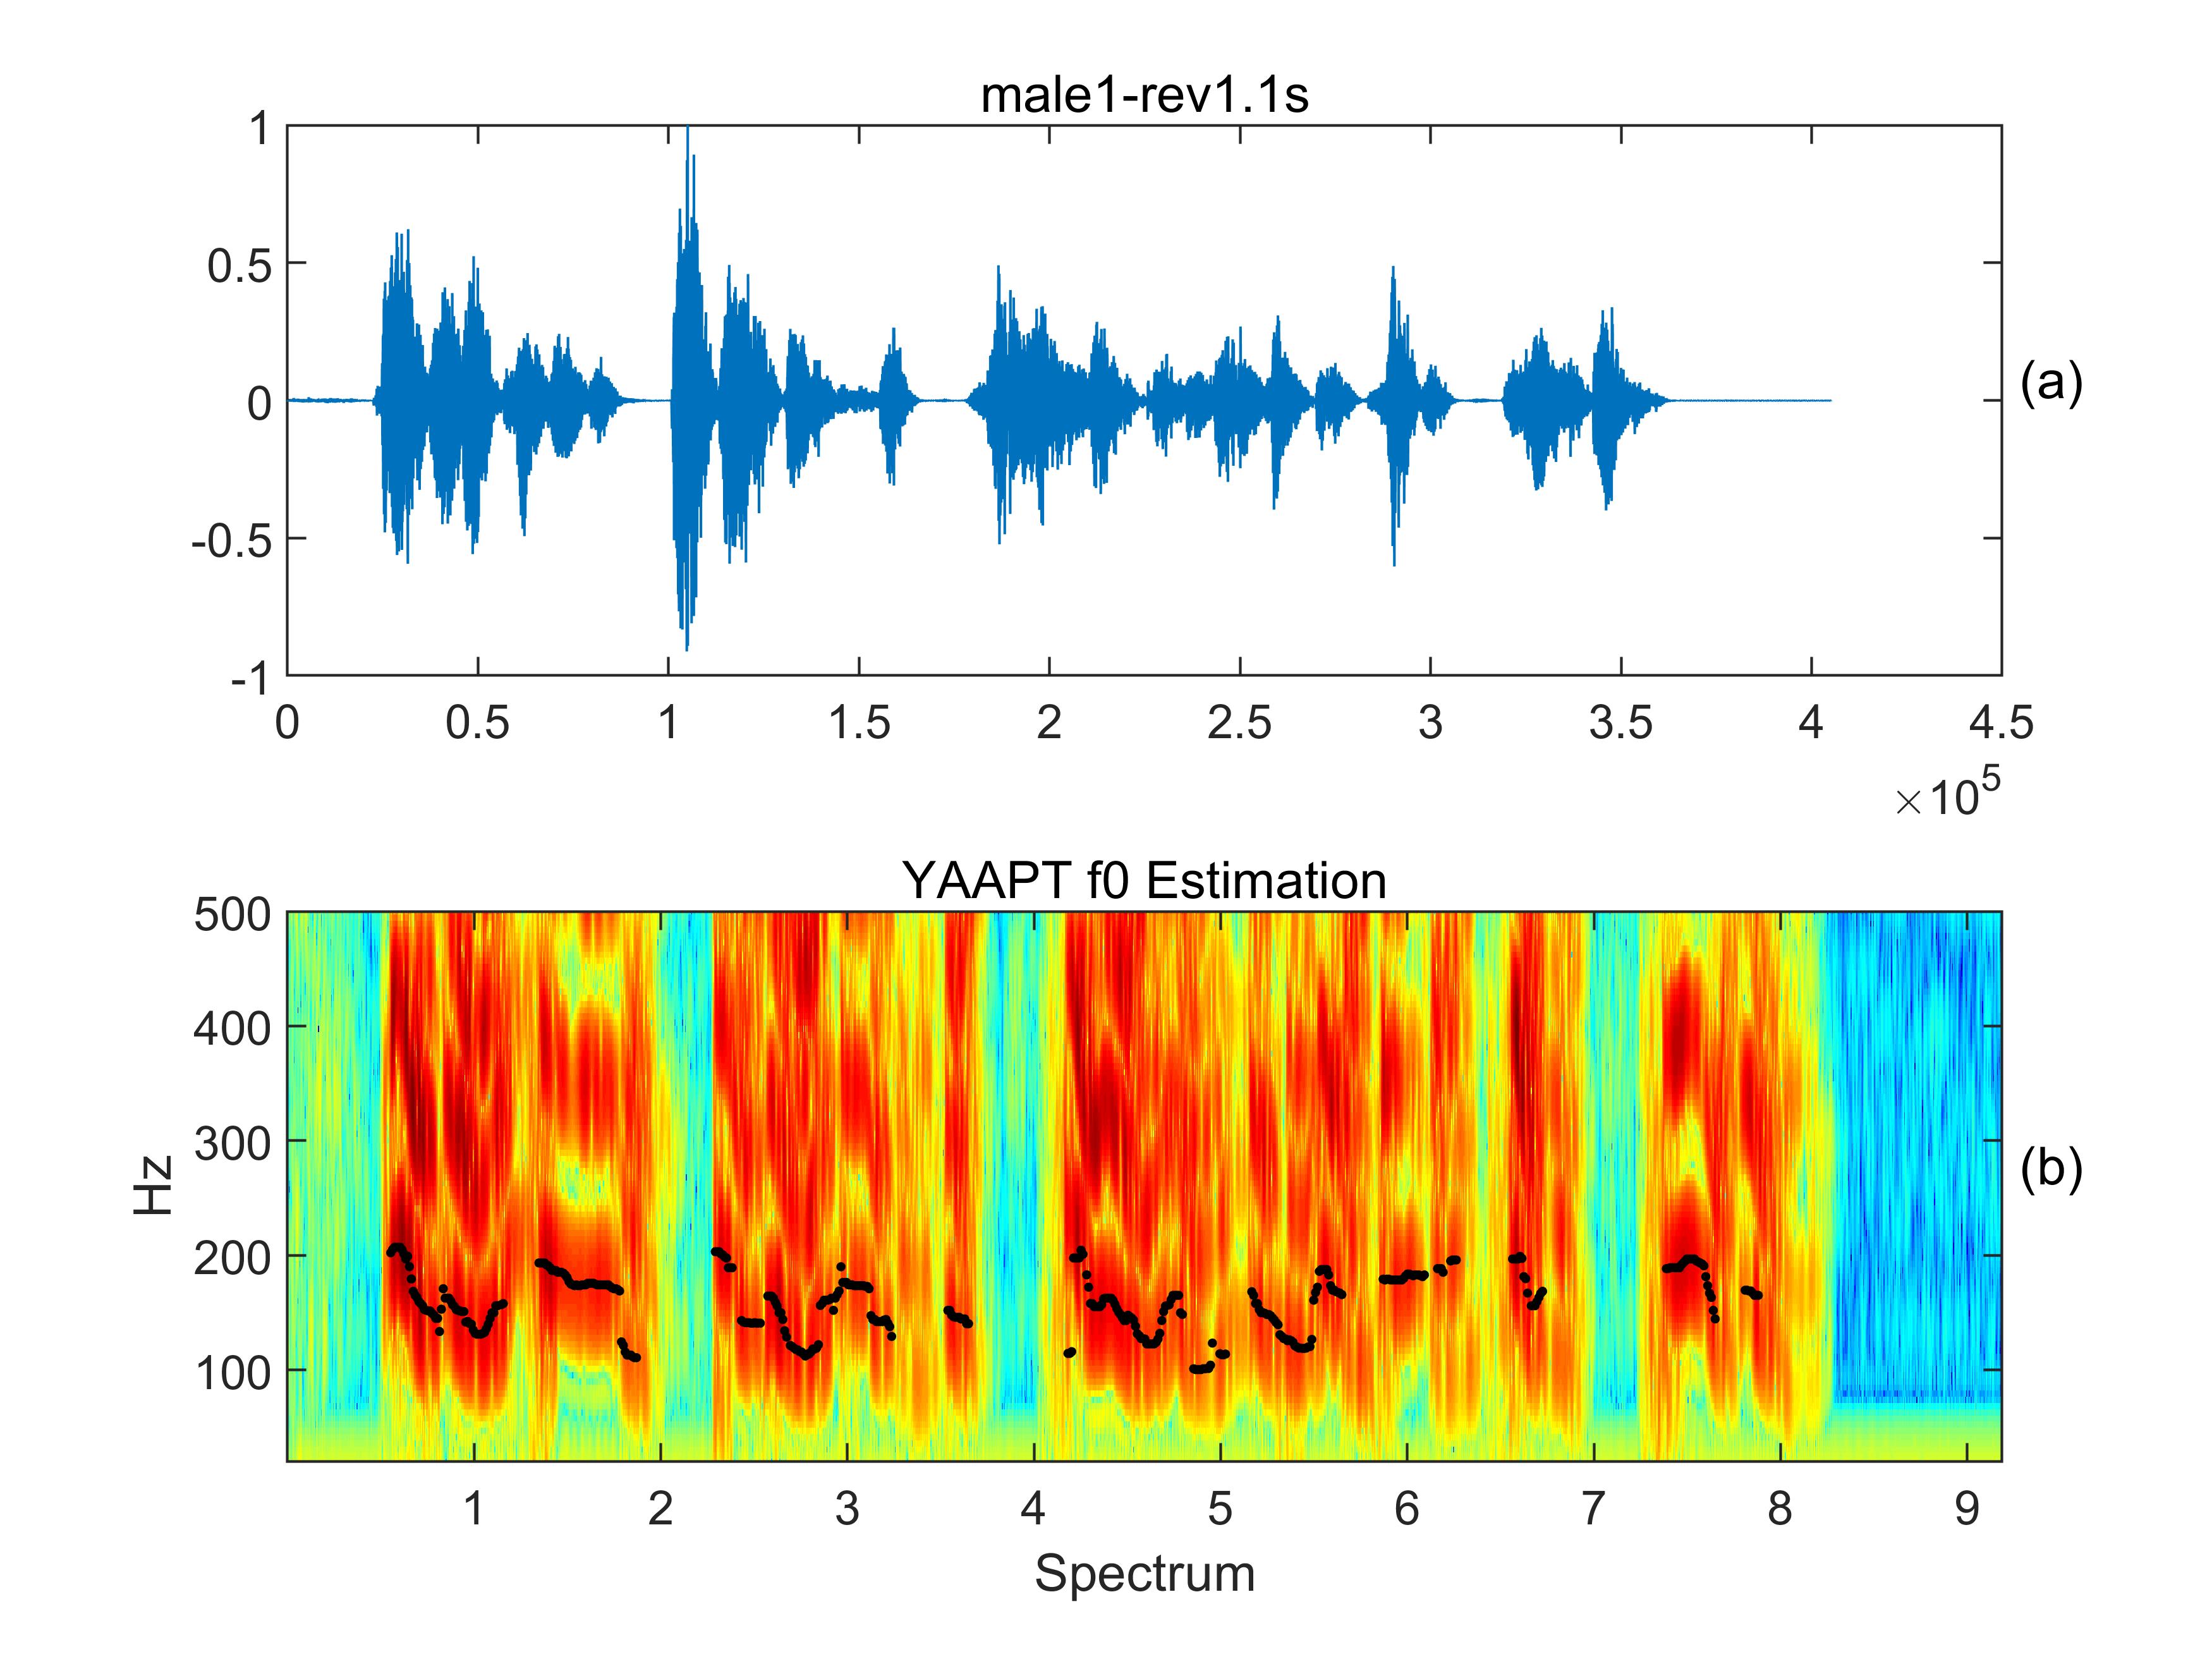 male1-rev1.1s
1
0.5
0
-0.5
-1
(a)
0 0.5 1 1.5 2 2.5 3 3.5 4 4.5
×10^5
YAAPT f0 Estimation
500
400
300
200
100
Hz
(b)
1 2 3 4 5 6 7 8 9
Spectrum